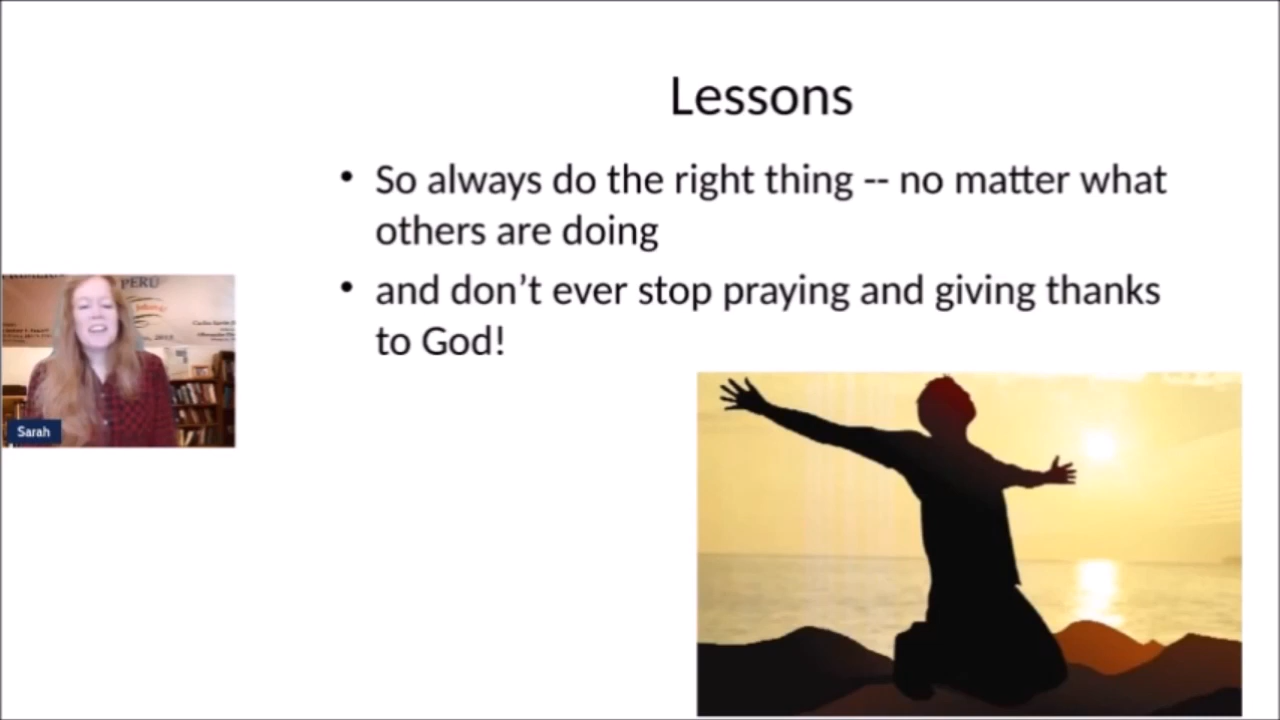 Lessons
• So always do the right thing -- no matter what
others are doing
• and don’t ever stop praying and giving thanks
to God!
PERÚ
Sarah